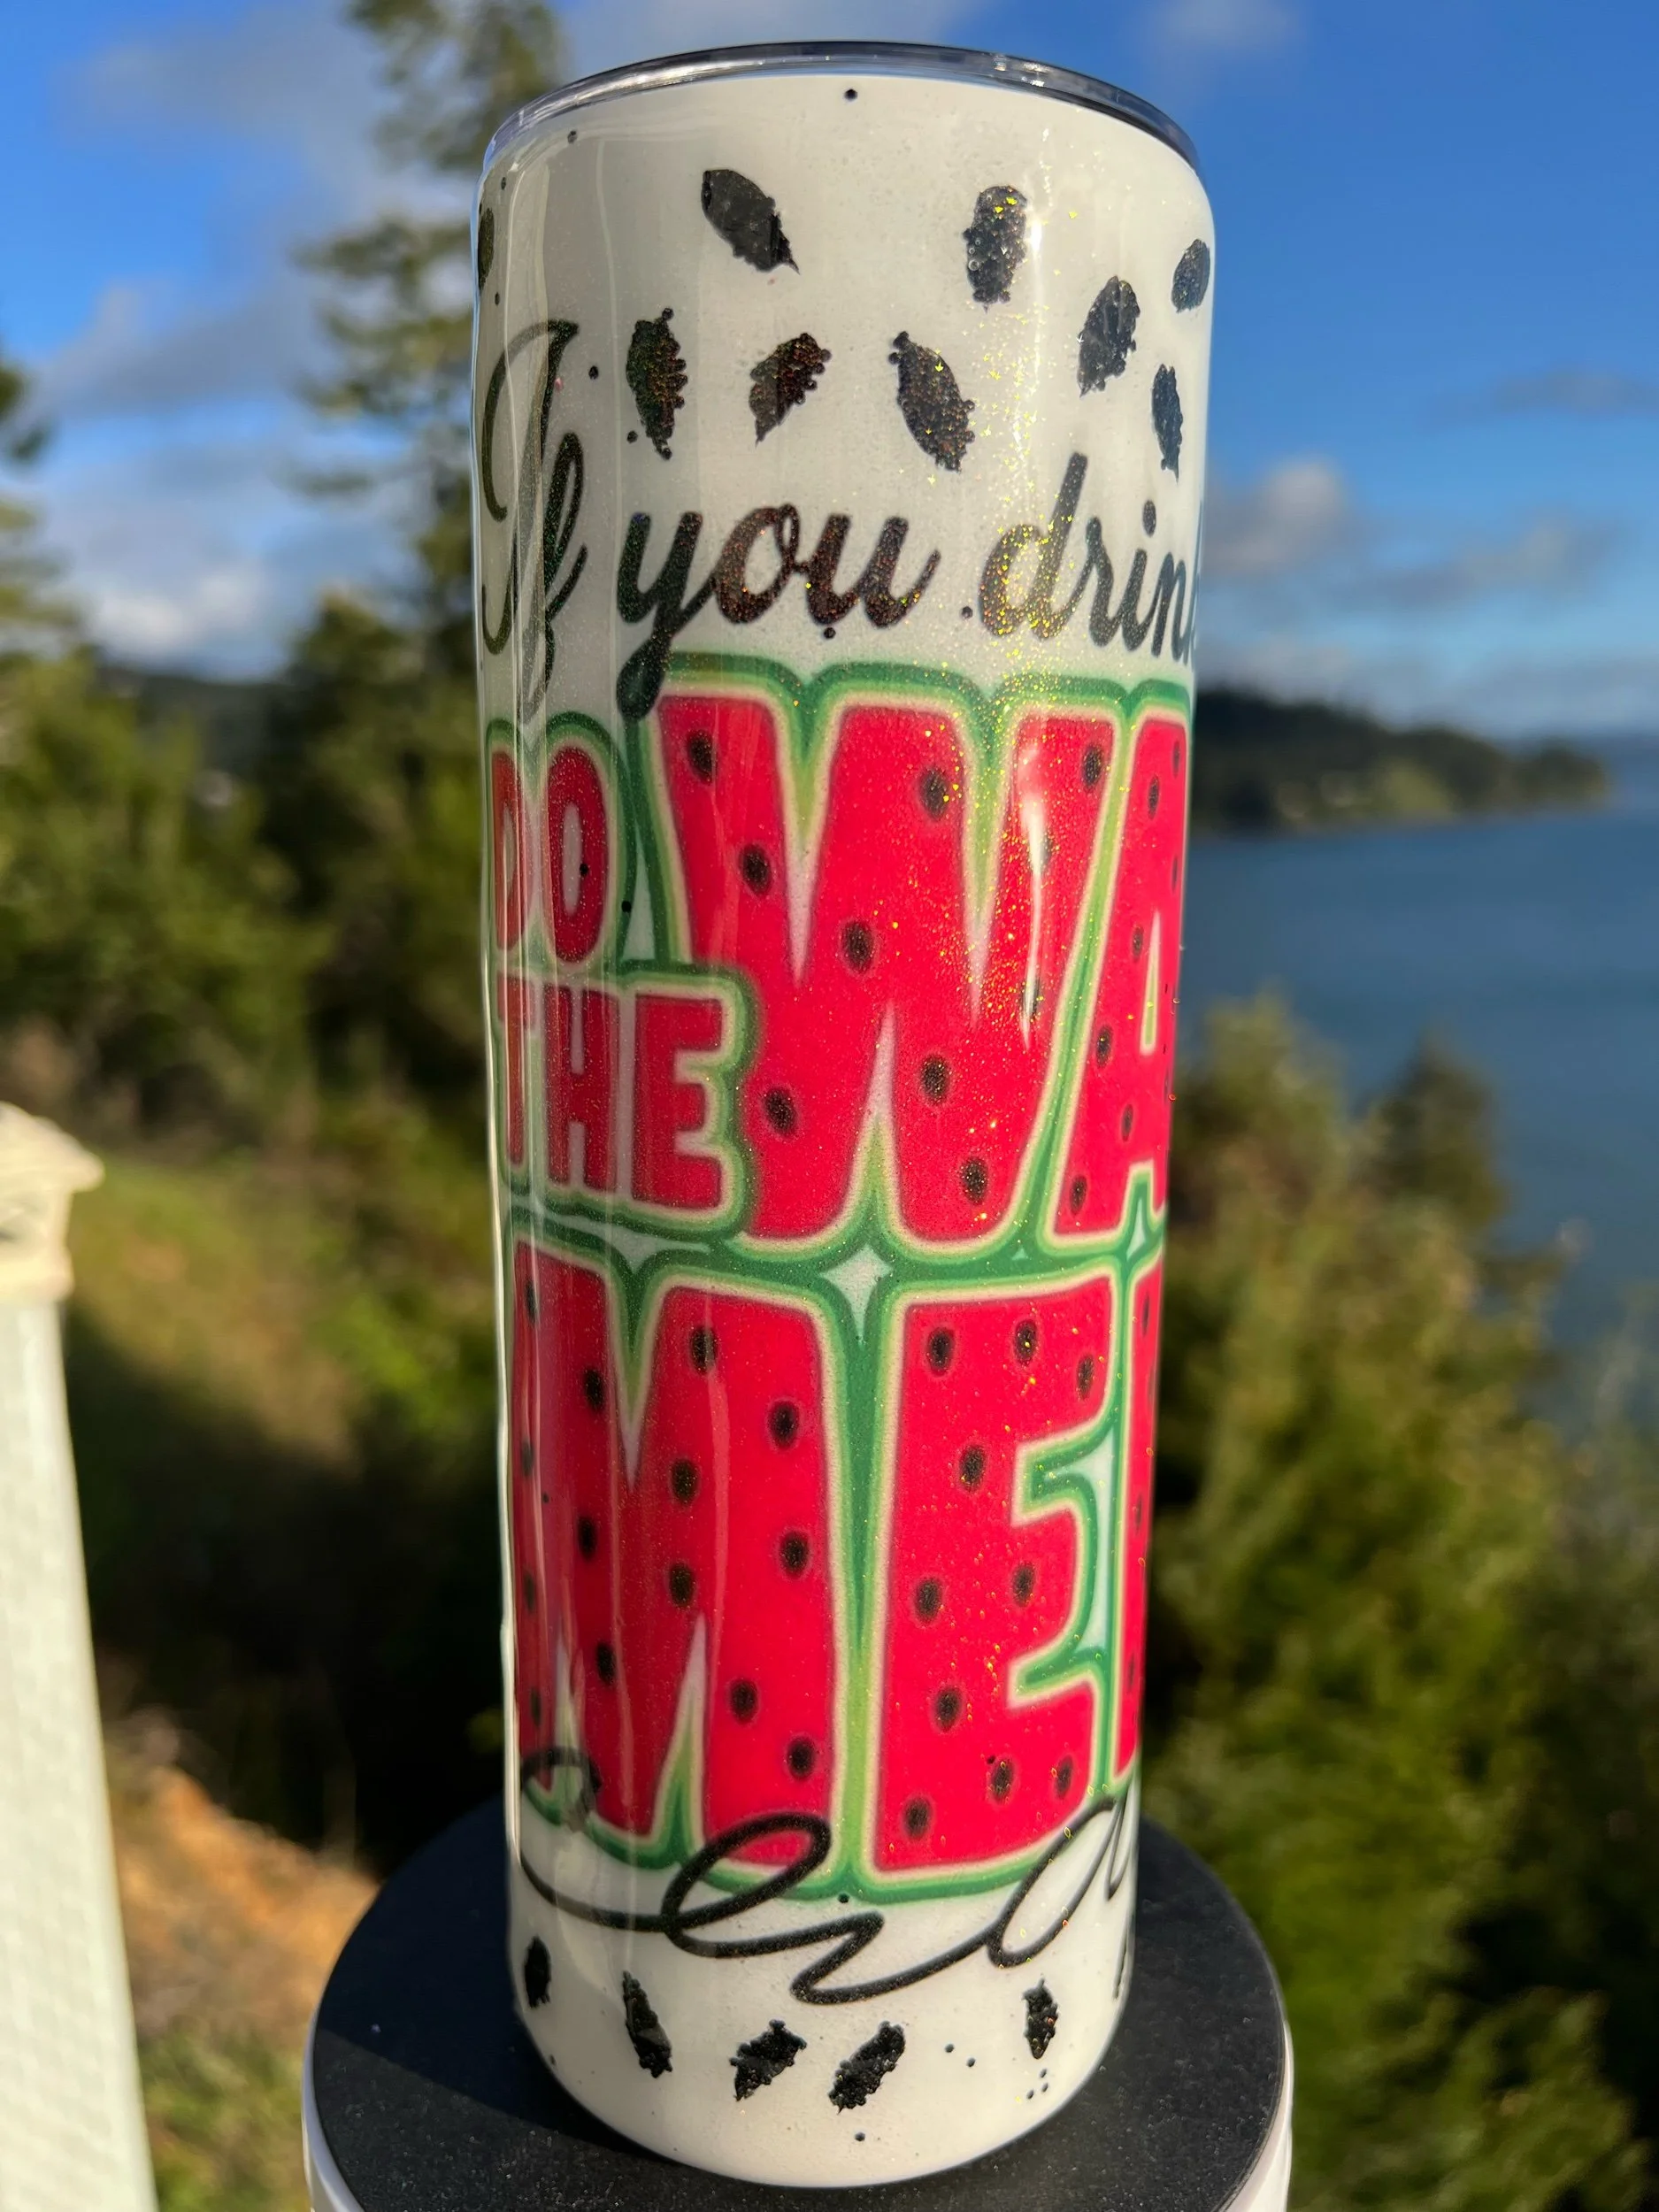 If you drin
DO WA
THE
ME